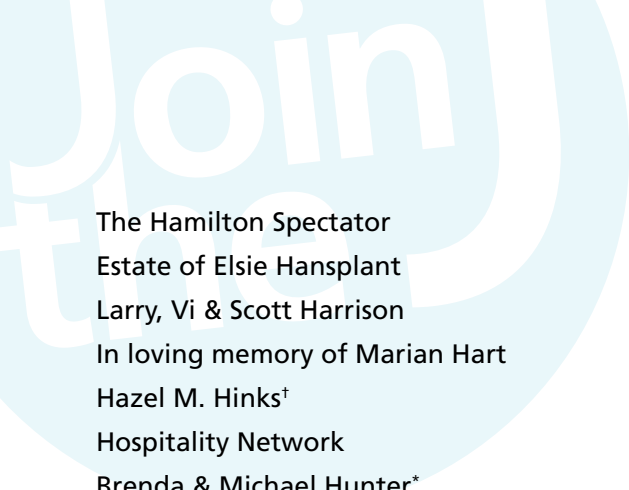 Join
the J
The Hamilton Spectator
Estate of Elsie Hansplant
Larry, Vi & Scott Harrison
In loving memory of Marian Hart
Hazel M. Hinks†
Hospitality Network
Brenda & Michael Hunter*